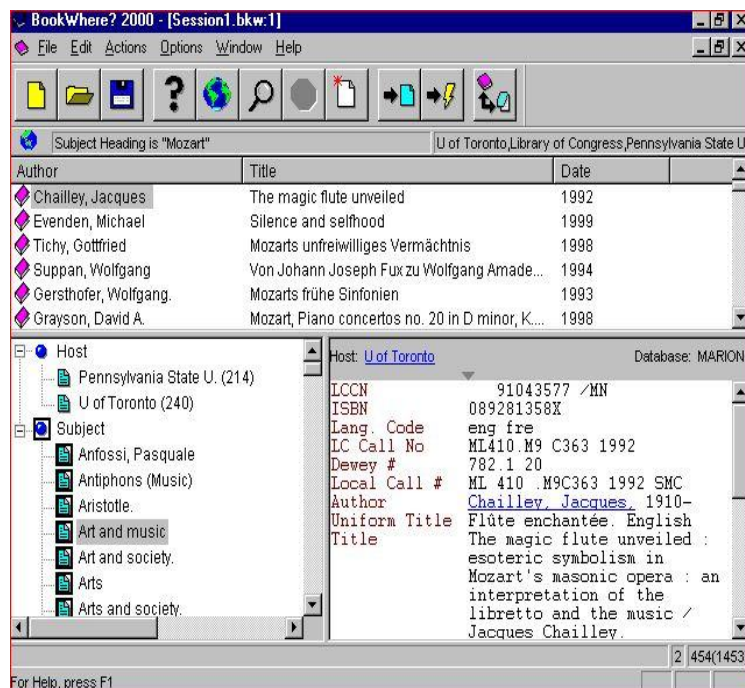 BookWhere? 2000 - [Session1.bkw:1]
File Edit Actions Options Window Help
Subject Heading is "Mozart" U of Toronto,Library of Congress,Pennsylvania State U
Author Title Date
Chailley, Jacques The magic flute unveiled 1992
Evenden, Michael Silence and selfhood 1999
Tichy, Gottfried Mozarts unfreiwilliges Vermächtnis 1998
Suppan, Wolfgang Von Johann Joseph Fux zu Wolfgang Amade... 1994
Gersthofer, Wolfgang. Mozarts frühe Sinfonien 1993
Grayson, David A. Mozart, Piano concertos no. 20 in D minor, K.... 1998
Host
Pennsylvania State U. (214)
U of Toronto (240)
Subject
Anfossi, Pasquale
Antiphons (Music)
Aristotle.
Art and music
Art and society.
Arts
Arts and society.
Host: U of Toronto Database: MARION
LCCN 91043577 /MN
ISBN 089281358X
Lang. Code eng fre
LC Call No ML410.M9 C363 1992
Dewey # 782.1 20
Local Call # ML 410 .M9C363 1992 SMC
Author Chailley, Jacques, 1910-
Uniform Title Flûte enchantée. English
Title The magic flute unveiled :
esoteric symbolism in
Mozart's masonic opera : an
interpretation of the
libretto and the music /
Jacques Chailley.
2 454(1453
For Help, press F1